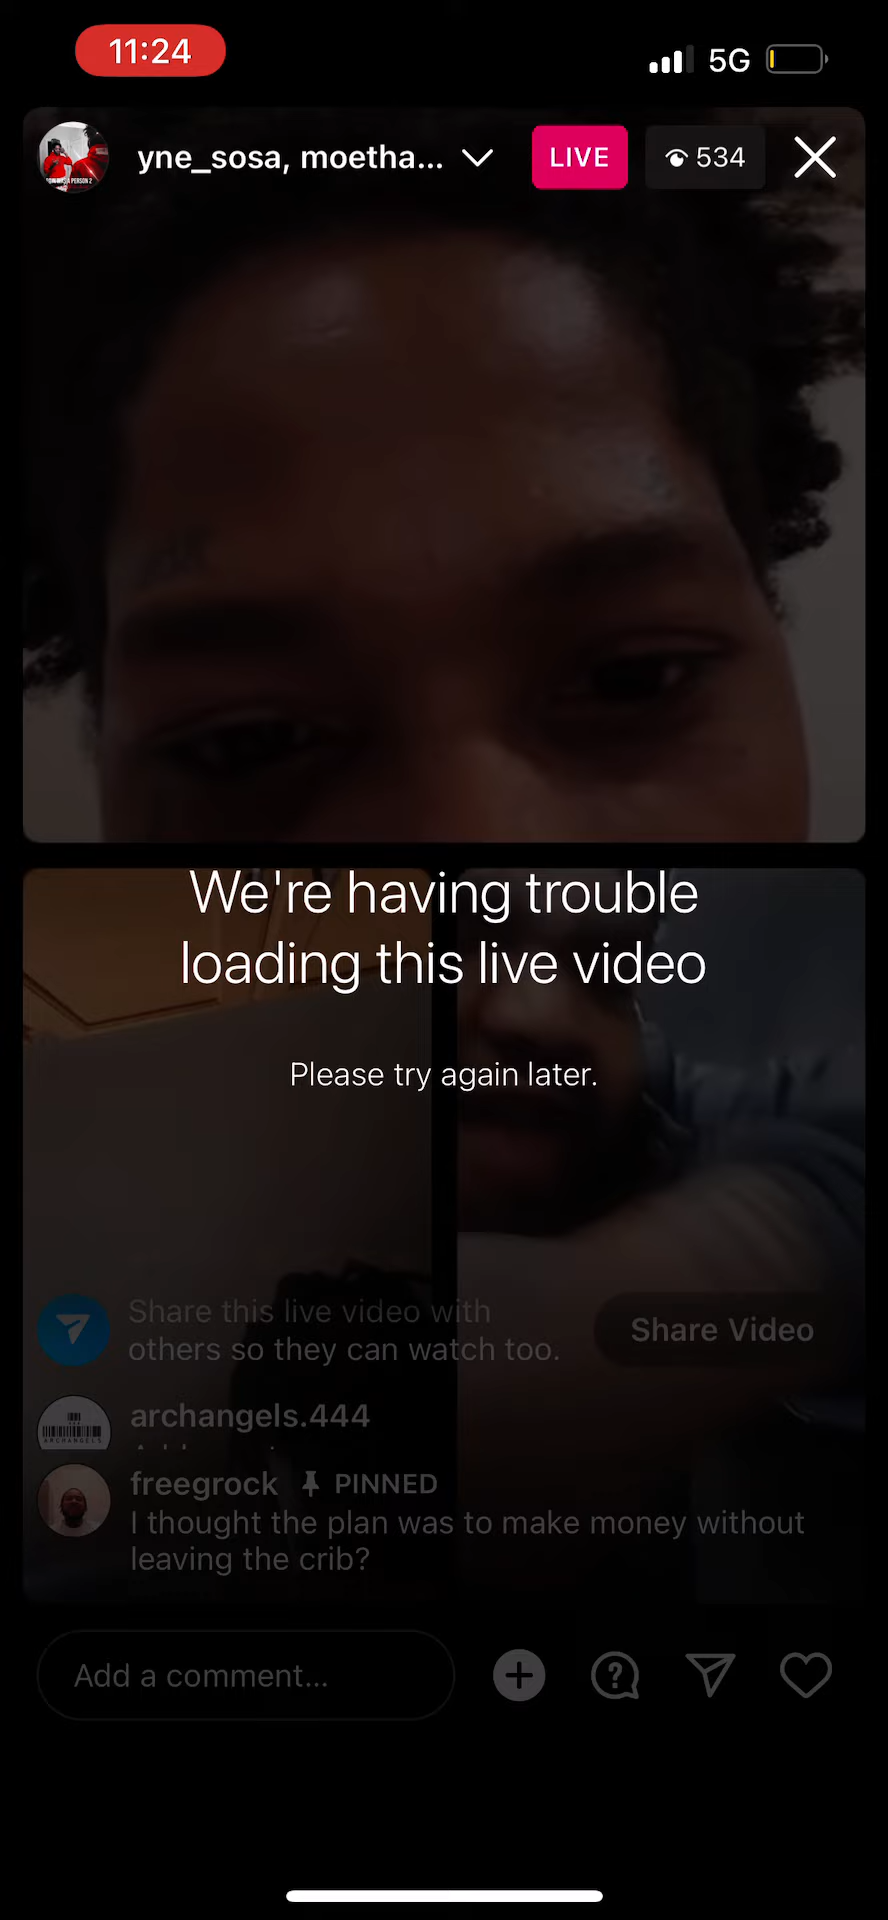 11:24
5G
yne_sosa, moetha...
LIVE
534
We're having trouble
loading this live video
Please try again later.
Share this live video with
others so they can watch too.
Share Video
archangels.444
freegrock PINNED
I thought the plan was to make money without
leaving the crib?
Add a comment...